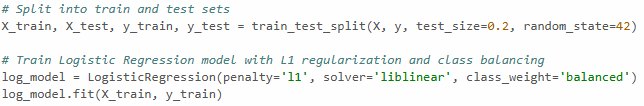 # Split into train and test sets
X_train, X_test, y_train, y_test = train_test_split(X, y, test_size=0.2, random_state=42)
# Train Logistic Regression model with L1 regularization and class balancing
log_model = LogisticRegression(penalty='l1', solver='liblinear', class_weight='balanced')
log_model.fit(X_train, y_train)